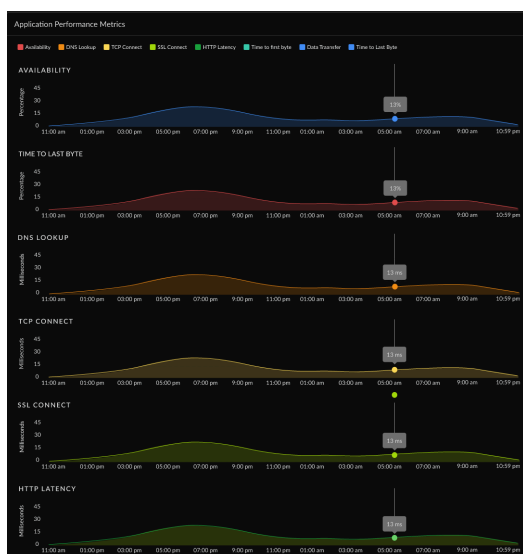 Application Performance Metrics
Availability DNS Lookup TCP Connect SSL Connect HTTP Latency Time to first byte Data Trransfer Time to Last Byte
AVAILABILITY
Percentage
45
30
15
0
13%
11:00 am 01:00 pm 03:00 pm 05:00 pm 07:00 pm 9:00 pm 11:00 pm 01:00 am 03:00 am 05:00 am 07:00 am 9:00 am 10:59 pm
TIME TO LAST BYTE
Percentage
45
30
15
0
13%
11:00 am 01:00 pm 03:00 pm 05:00 pm 07:00 pm 9:00 pm 11:00 pm 01:00 am 03:00 am 05:00 am 07:00 am 9:00 am 10:59 pm
DNS LOOKUP
Milliseconds
45
30
15
0
13 ms
11:00 am 01:00 pm 03:00 pm 05:00 pm 07:00 pm 9:00 pm 11:00 pm 01:00 am 03:00 am 05:00 am 07:00 am 9:00 am 10:59 pm
TCP CONNECT
Milliseconds
45
30
15
0
13 ms
11:00 am 01:00 pm 03:00 pm 05:00 pm 07:00 pm 9:00 pm 11:00 pm 01:00 am 03:00 am 05:00 am 07:00 am 9:00 am 10:59 pm
SSL CONNECT
Milliseconds
45
30
15
0
13 ms
11:00 am 01:00 pm 03:00 pm 05:00 pm 07:00 pm 9:00 pm 11:00 pm 01:00 am 03:00 am 05:00 am 07:00 am 9:00 am 10:59 pm
HTTP LATENCY
Milliseconds
45
30
15
0
13 ms
11:00 am 01:00 pm 03:00 pm 05:00 pm 07:00 pm 9:00 pm 11:00 pm 01:00 am 03:00 am 05:00 am 07:00 am 9:00 am 10:59 pm